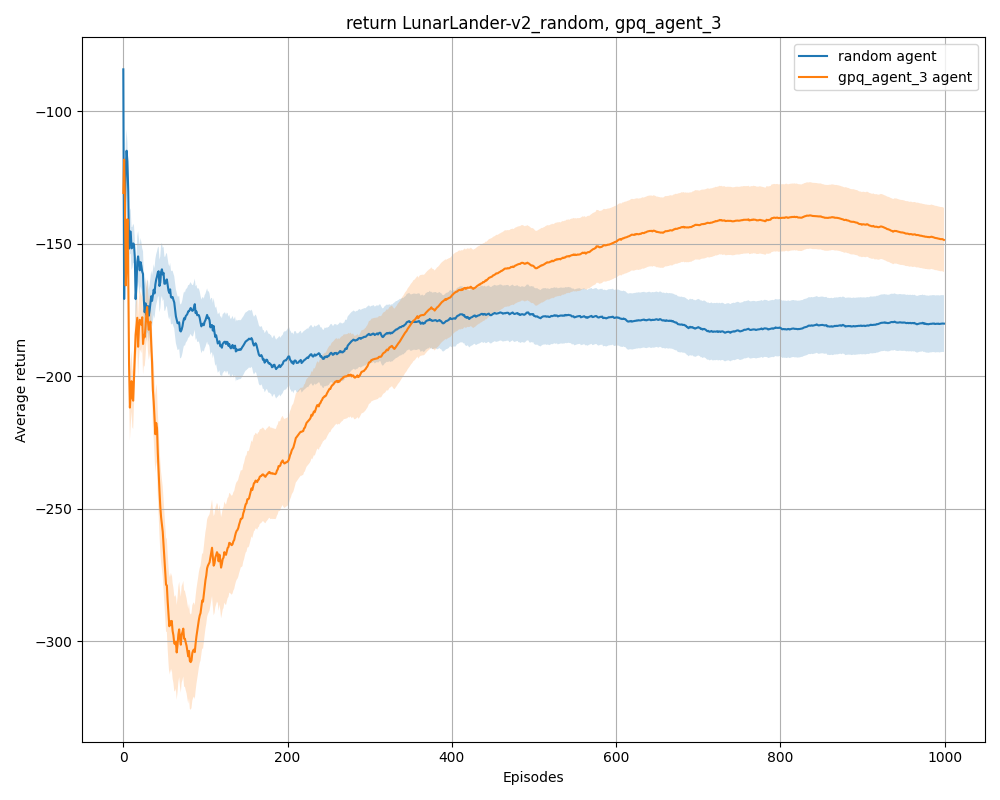 return LunarLander-v2_random, gpq_agent_3
random agent
gpq_agent_3 agent
−100
−150
−200
−250
−300
Average return
0
200
400
600
800
1000
Episodes